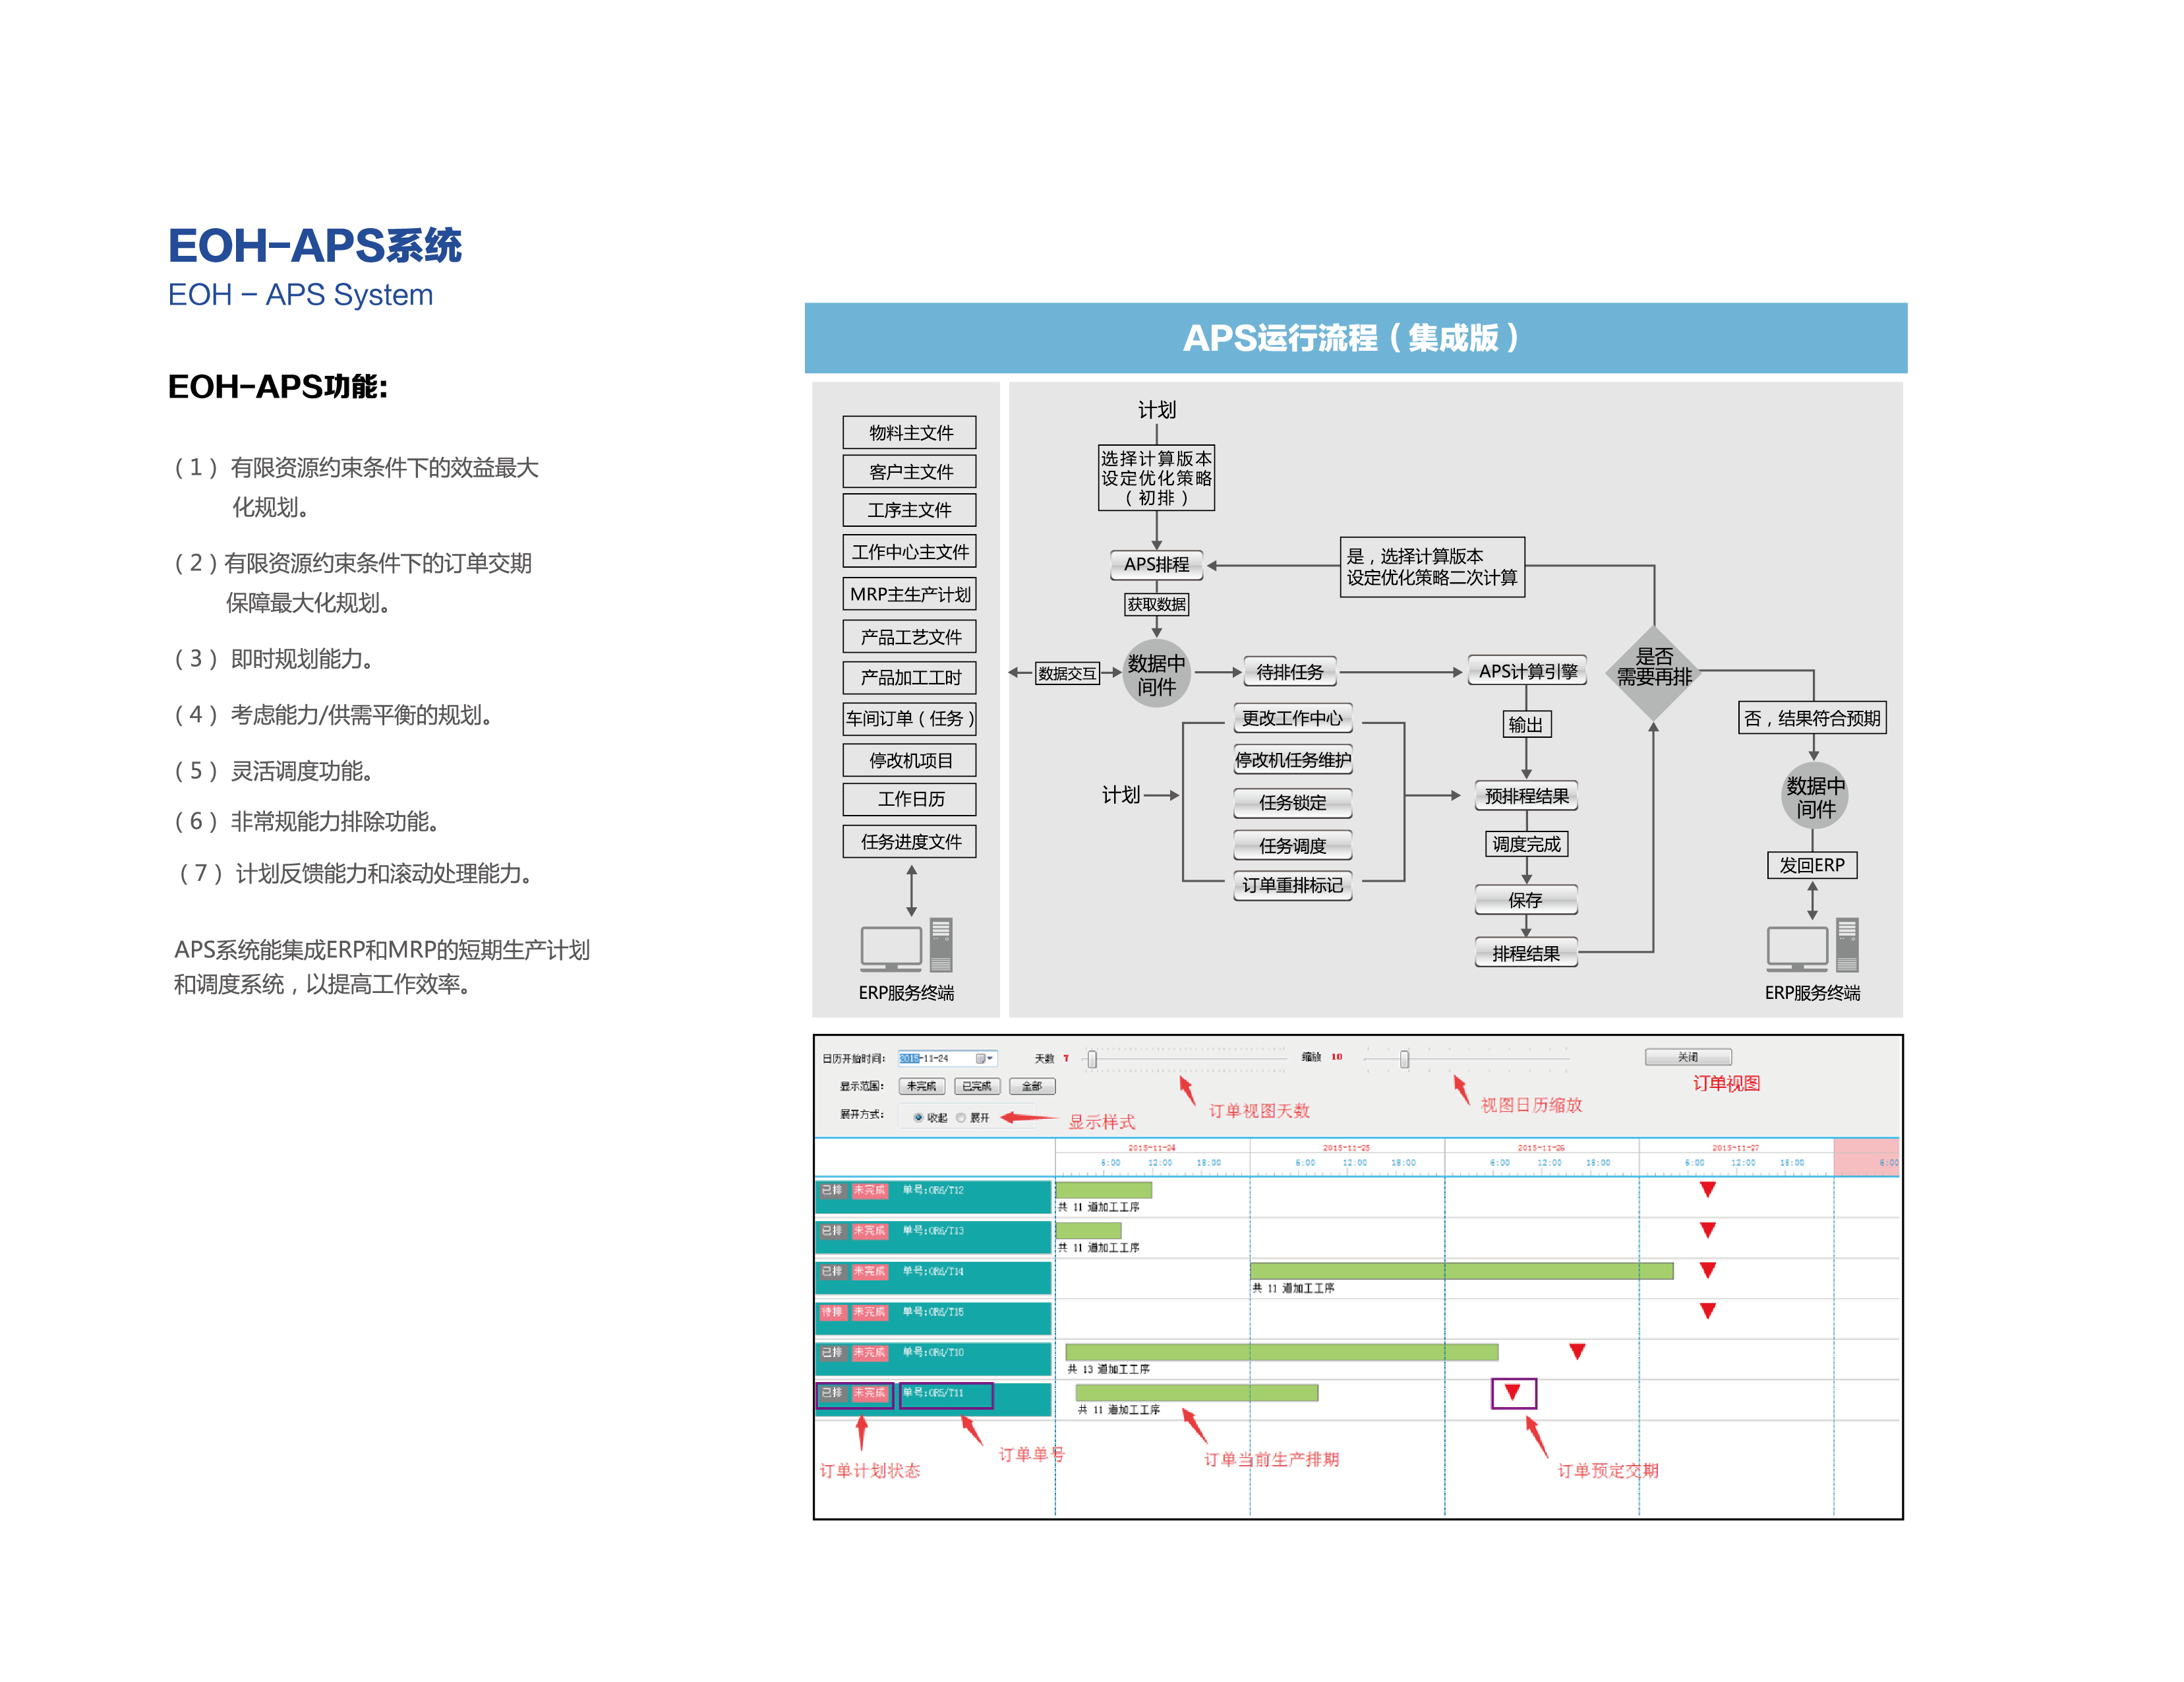 EOH-APS系统
EOH - APS System
EOH-APS功能:
（1） 有限资源约束条件下的效益最大
化规划。
（2）有限资源约束条件下的订单交期
保障最大化规划。
（3） 即时规划能力。
（4） 考虑能力/供需平衡的规划。
（5） 灵活调度功能。
（6） 非常规能力排除功能。
（7） 计划反馈能力和滚动处理能力。
APS系统能集成ERP和MRP的短期生产计划
和调度系统，以提高工作效率。
APS运行流程（集成版）
物料主文件
客户主文件
工序主文件
工作中心主文件
MRP主生产计划
产品工艺文件
产品加工工时
车间订单（任务）
停改机项目
工作日历
任务进度文件
ERP服务终端
计划
选择计算版本
设定优化策略
（初排）
APS排程
获取数据
是，选择计算版本
设定优化策略二次计算
数据交互
数据中
间件
待排任务
APS计算引擎
是否
需要再排
更改工作中心
停改机任务维护
任务锁定
任务调度
订单重排标记
计划
输出
预排程结果
调度完成
保存
排程结果
否，结果符合预期
数据中
间件
发回ERP
ERP服务终端
日历开始时间: 2015-11-24 天数 7 缩放 10 关闭
显示范围: 未完成 已完成 全部
展开方式: 收起 展开
显示样式
订单视图天数
视图日历缩放
订单视图
2015-11-24 2015-11-25 2015-11-26 2015-11-27
6:00 12:00 18:00 6:00 12:00 18:00 6:00 12:00 18:00 6:00 12:00 18:00 6:00
已排 未完成 单号:OR6/T12
共 11 道加工工序
已排 未完成 单号:OR6/T13
共 11 道加工工序
已排 未完成 单号:OR6/T14
共 11 道加工工序
待排 未完成 单号:OR6/T15
已排 未完成 单号:OR4/T10
共 13 道加工工序
已排 未完成 单号:OR5/T11
共 11 道加工工序
订单计划状态
订单单号
订单当前生产排期
订单预定交期